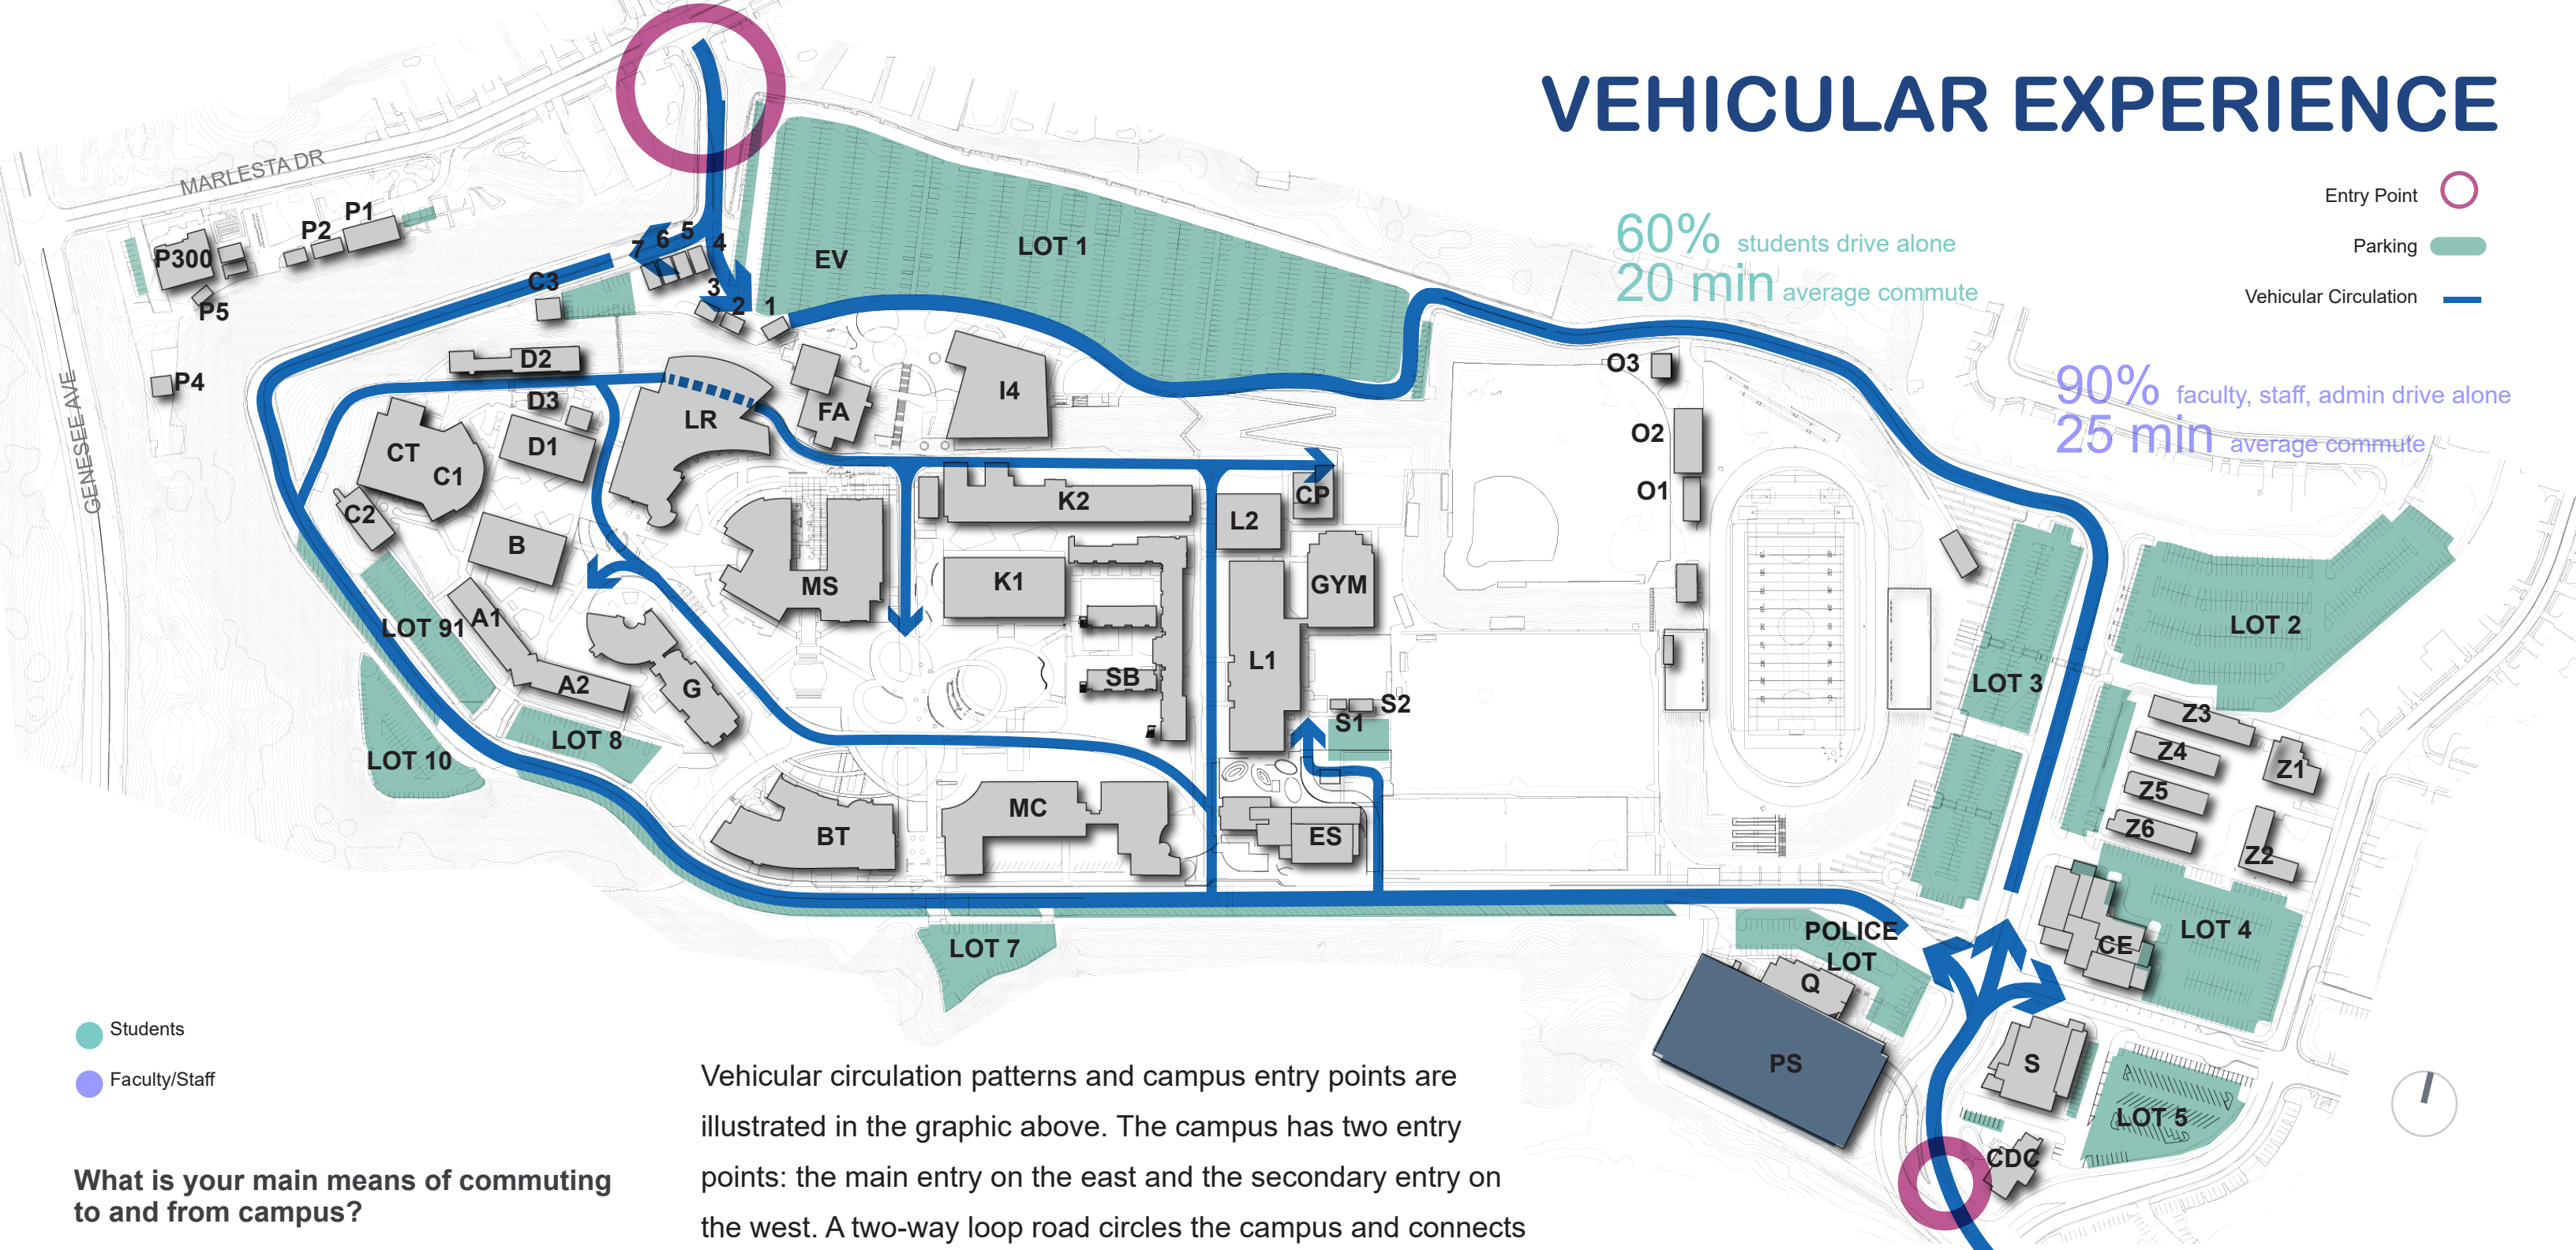 VEHICULAR EXPERIENCE
Entry Point
Parking
Vehicular Circulation
60% students drive alone
20 min average commute
90% faculty, staff, admin drive alone
25 min average commute
MARLESTA DR
GENESEE AVE
P1
P2
P300
P5
P4
C3
7
6
5
4
3
2
1
EV
LOT 1
D2
D3
D1
LR
FA
I4
CT
C1
C2
B
A1
A2
G
MS
K2
K1
SB
L2
CP
GYM
L1
S1
S2
O3
O2
O1
LOT 91
LOT 10
LOT 8
BT
MC
ES
LOT 7
LOT 3
LOT 2
Z3
Z4
Z5
Z6
Z1
Z2
CE
LOT 4
POLICE
LOT
Q
PS
S
LOT 5
CDC
Students
Faculty/Staff
What is your main means of commuting
to and from campus?
Vehicular circulation patterns and campus entry points are
illustrated in the graphic above. The campus has two entry
points: the main entry on the east and the secondary entry on
the west. A two-way loop road circles the campus and connects